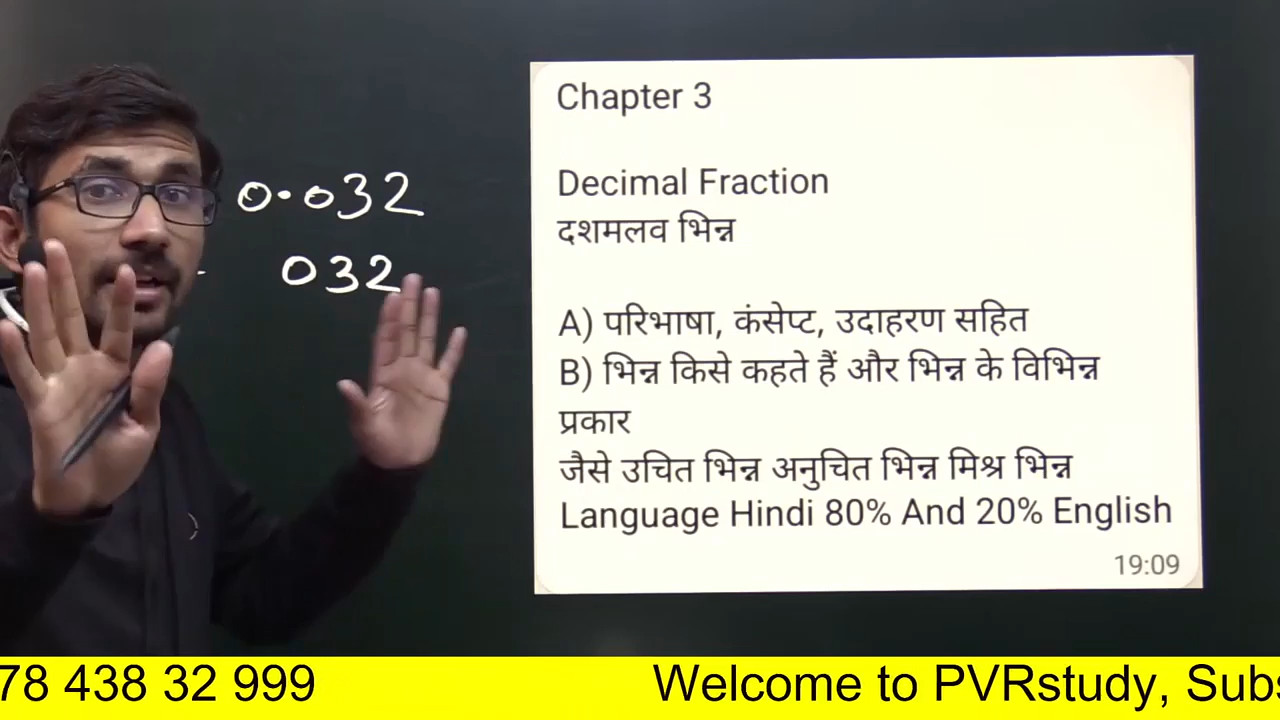 0.032
032
Chapter 3
Decimal Fraction
दशमलव भिन्न
A) परिभाषा, कंसेप्ट, उदाहरण सहित
B) भिन्न किसे कहते हैं और भिन्न के विभिन्न
प्रकार
जैसे उचित भिन्न अनुचित भिन्न मिश्र भिन्न
Language Hindi 80% And 20% English
19:09
78 438 32 999 Welcome to PVRstudy, Subs